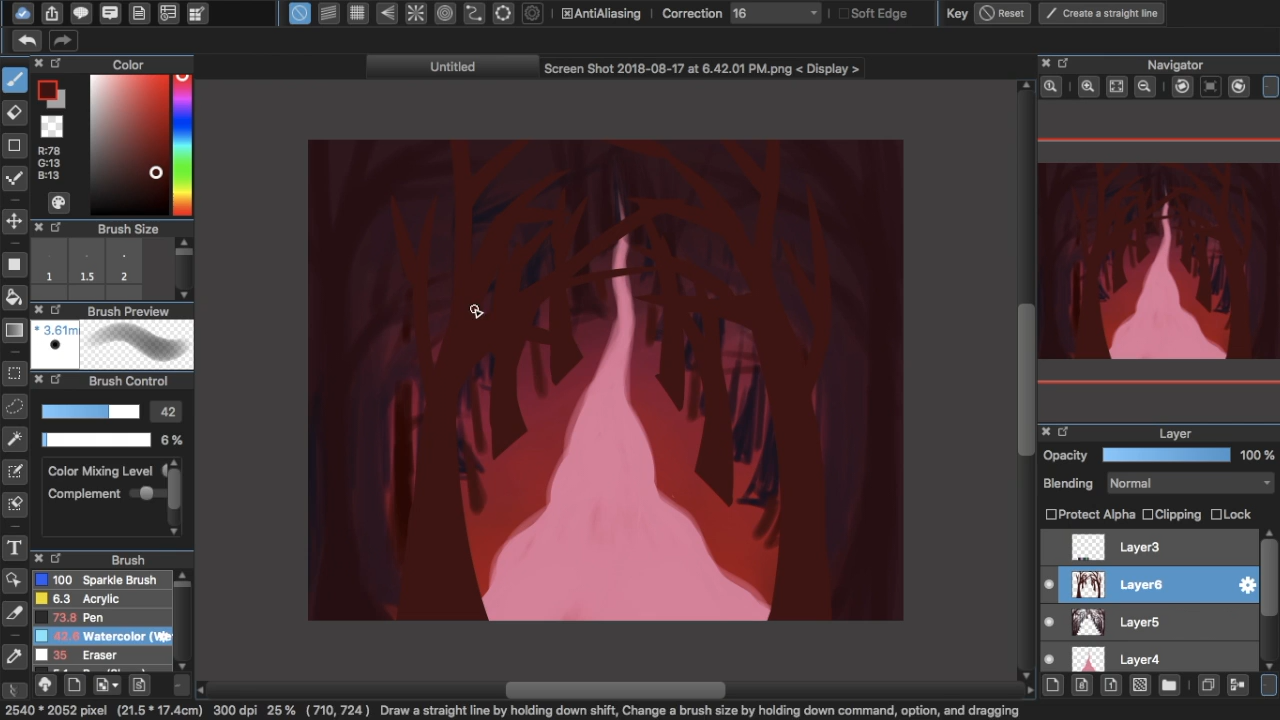 AntiAliasing
Correction
16
Soft Edge
Key
Reset
Create a straight line
Color
Untitled
Screen Shot 2018-08-17 at 6.42.01 PM.png < Display >
Navigator
R:78
G:13
B:13
Brush Size
1
1.5
2
Brush Preview
* 3.61m
Brush Control
42
6 %
Color Mixing Level
Complement
Brush
100 Sparkle Brush
6.3 Acrylic
73.8 Pen
Watercolor
35 Eraser
Layer
Opacity
100 %
Blending
Normal
Protect Alpha
Clipping
Lock
Layer3
Layer6
Layer5
Layer4
2540 * 2052 pixel (21.5 * 17.4cm) 300 dpi 25 % ( 710, 724 ) Draw a straight line by holding down shift, Change a brush size by holding down command, option, and dragging